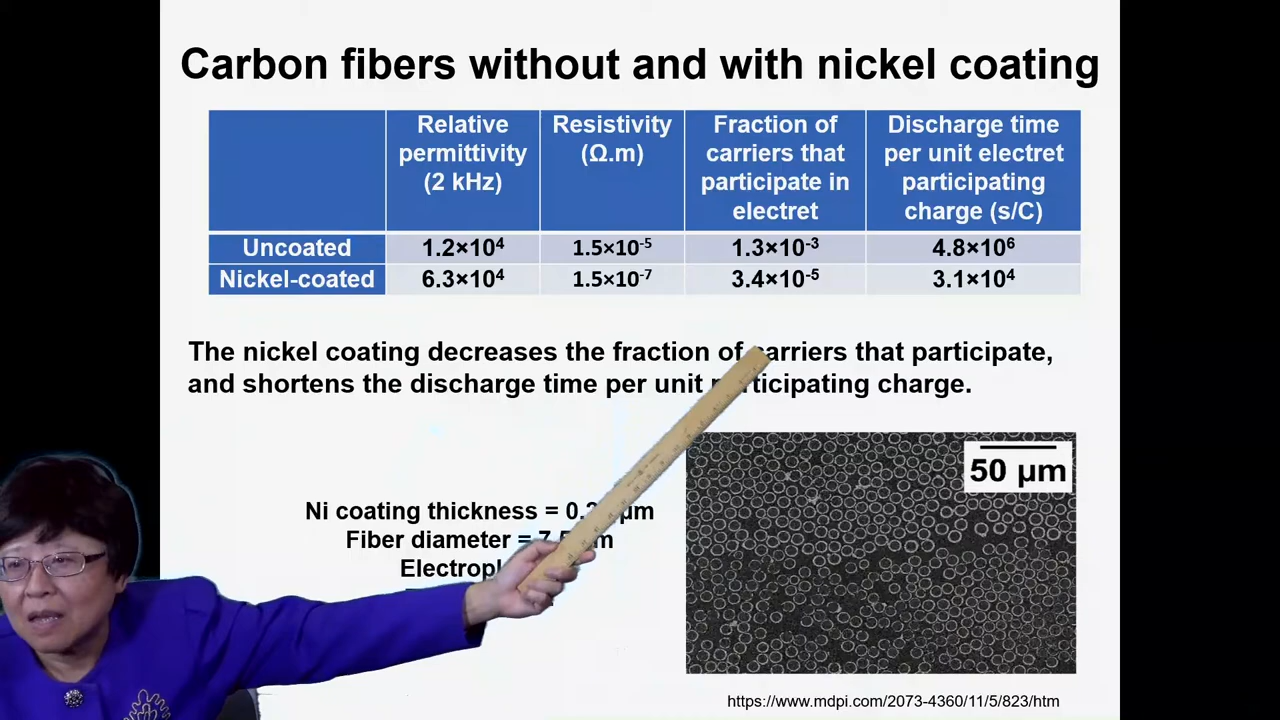 Carbon fibers without and with nickel coating
Relative permittivity (2 kHz)
Resistivity (Ω.m)
Fraction of carriers that participate in electret
Discharge time per unit electret participating charge (s/C)
Uncoated 1.2×10⁴ 1.5×10⁻⁵ 1.3×10⁻³ 4.8×10⁶
Nickel-coated 6.3×10⁴ 1.5×10⁻⁷ 3.4×10⁻⁵ 3.1×10⁴
The nickel coating decreases the fraction of carriers that participate,
and shortens the discharge time per unit participating charge.
50 µm
Ni coating thickness = µm
Fiber diameter =
https://www.mdpi.com/2073-4360/11/5/823/htm